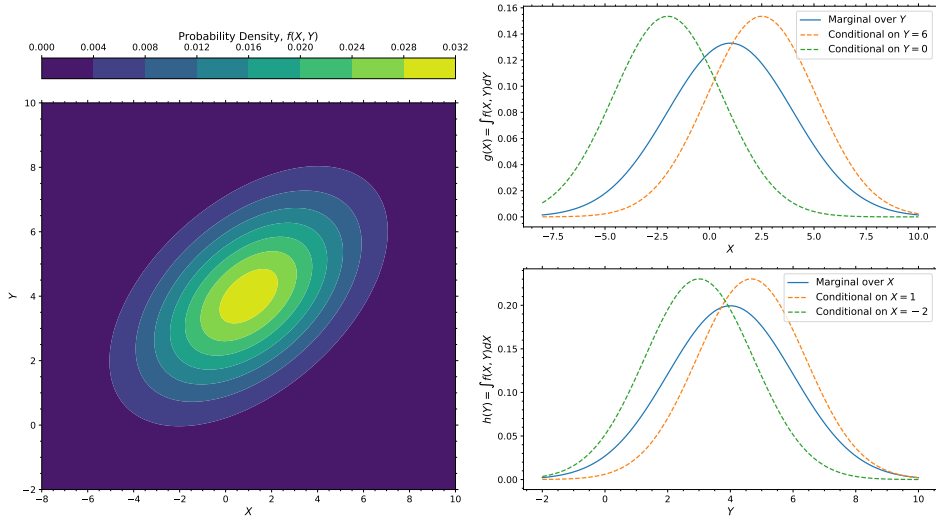 Probability Density, f(X, Y)
0.000 0.004 0.008 0.012 0.016 0.020 0.024 0.028 0.032
10
8
6
4
2
0
−2
Y
−8 −6 −4 −2 0 2 4 6 8 10
X
0.16
0.14
0.12
0.10
0.08
0.06
0.04
0.02
0.00
g(X) = ∫ f(X, Y)dY
Marginal over Y
Conditional on Y = 6
Conditional on Y = 0
−7.5 −5.0 −2.5 0.0 2.5 5.0 7.5 10.0
X
0.20
0.15
0.10
0.05
0.00
h(Y) = ∫ f(X, Y)dX
Marginal over X
Conditional on X = 1
Conditional on X = −2
−2 0 2 4 6 8 10
Y